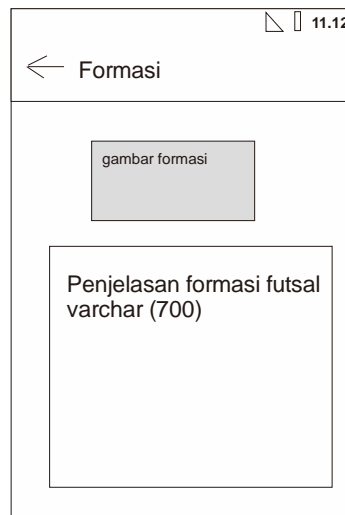 11.12
Formasi
gambar formasi
Penjelasan formasi futsal
varchar (700)